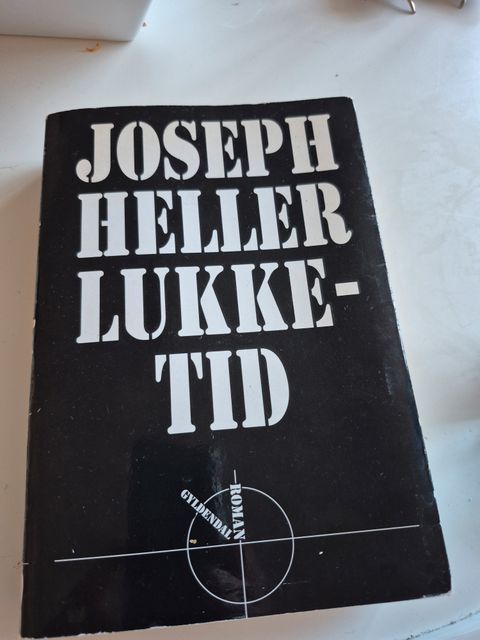 JOSEPH
HELLER
LUKKE-
TID
GYLDENDAL
ROMAN